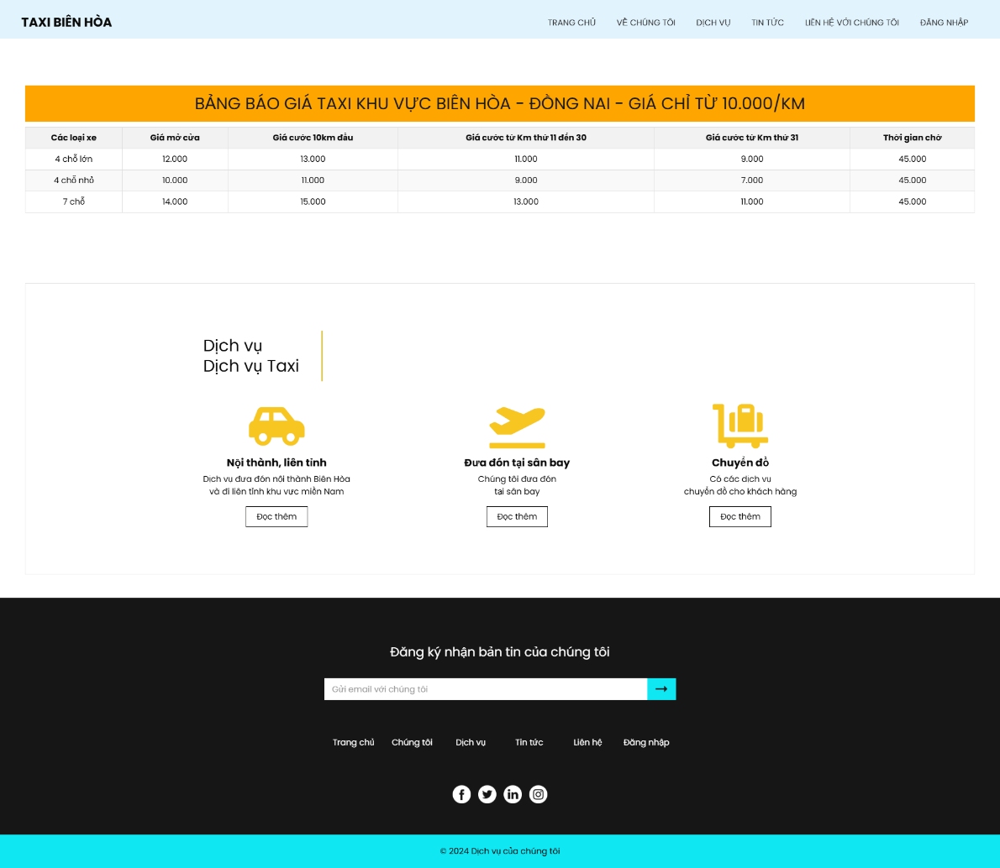 TAXI BIÊN HÒA
TRANG CHỦ VỀ CHÚNG TÔI DỊCH VỤ TIN TỨC LIÊN HỆ VỚI CHÚNG TÔI ĐĂNG NHẬP
BẢNG BÁO GIÁ TAXI KHU VỰC BIÊN HÒA - ĐỒNG NAI - GIÁ CHỈ TỪ 10.000/KM
Các loại xe Giá mở cửa Giá cước 10km đầu Giá cước từ Km thứ 11 đến 30 Giá cước từ Km thứ 31 Thời gian chờ
4 chỗ lớn 12.000 13.000 11.000 9.000 45.000
4 chỗ nhỏ 10.000 11.000 9.000 7.000 45.000
7 chỗ 14.000 15.000 13.000 11.000 45.000
Dịch vụ
Dịch vụ Taxi
Nội thành, liên tỉnh
Dịch vụ đưa đón nội thành Biên Hòa
và đi liên tỉnh khu vực miền Nam
Đọc thêm
Đưa đón tại sân bay
Chúng tôi đưa đón
tại sân bay
Đọc thêm
Chuyển đồ
Có các dịch vụ
chuyển đồ cho khách hàng
Đọc thêm
Đăng ký nhận bản tin của chúng tôi
Gửi email với chúng tôi
Trang chủ Chúng tôi Dịch vụ Tin tức Liên hệ Đăng nhập
© 2024 Dịch vụ của chúng tôi